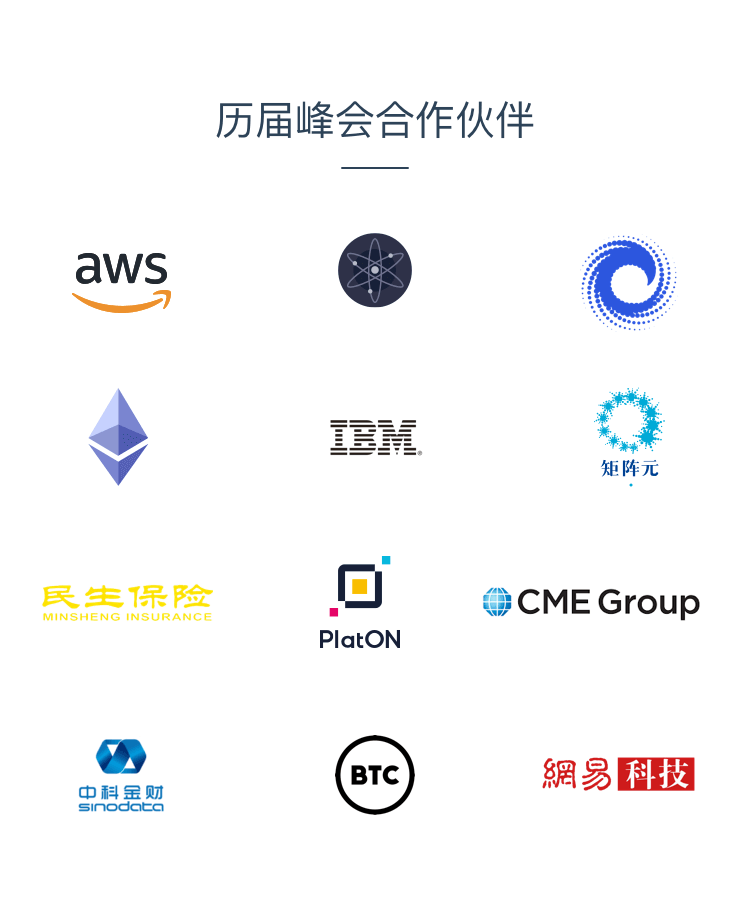 历届峰会合作伙伴
aws
IBM®
矩阵元
民生保险
MINSHENG INSURANCE
PlatON
CME Group
中科金财
sinodata
BTC
網易科技